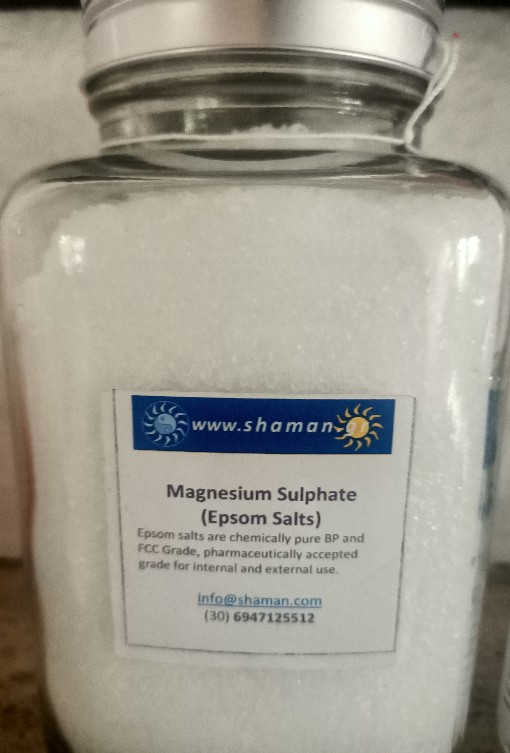 www.shaman.gr
Magnesium Sulphate
(Epsom Salts)
Epsom salts are chemically pure BP and
FCC Grade, pharmaceutically accepted
grade for internal and external use.
info@shaman.com
(30) 6947125512